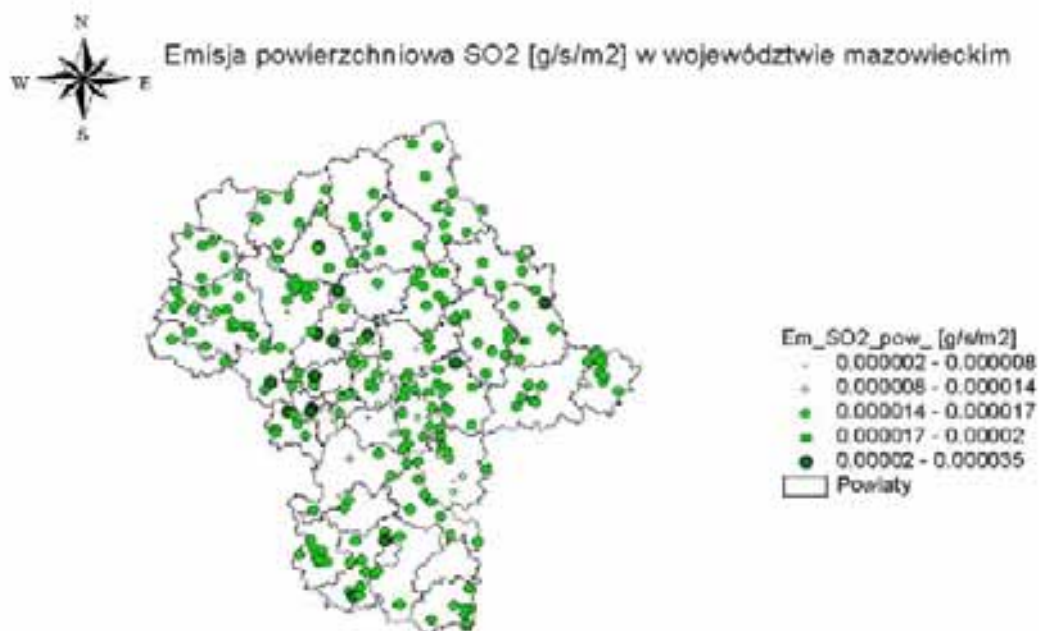 N
Emisja powierzchniowa SO2 [g/s/m2] w województwie mazowieckim
W E
S
Em_SO2_pow_ [g/s/m2]
0.000002 - 0.000008
0.000008 - 0.000014
0.000014 - 0.000017
0.000017 - 0.00002
0.00002 - 0.000035
Powiaty